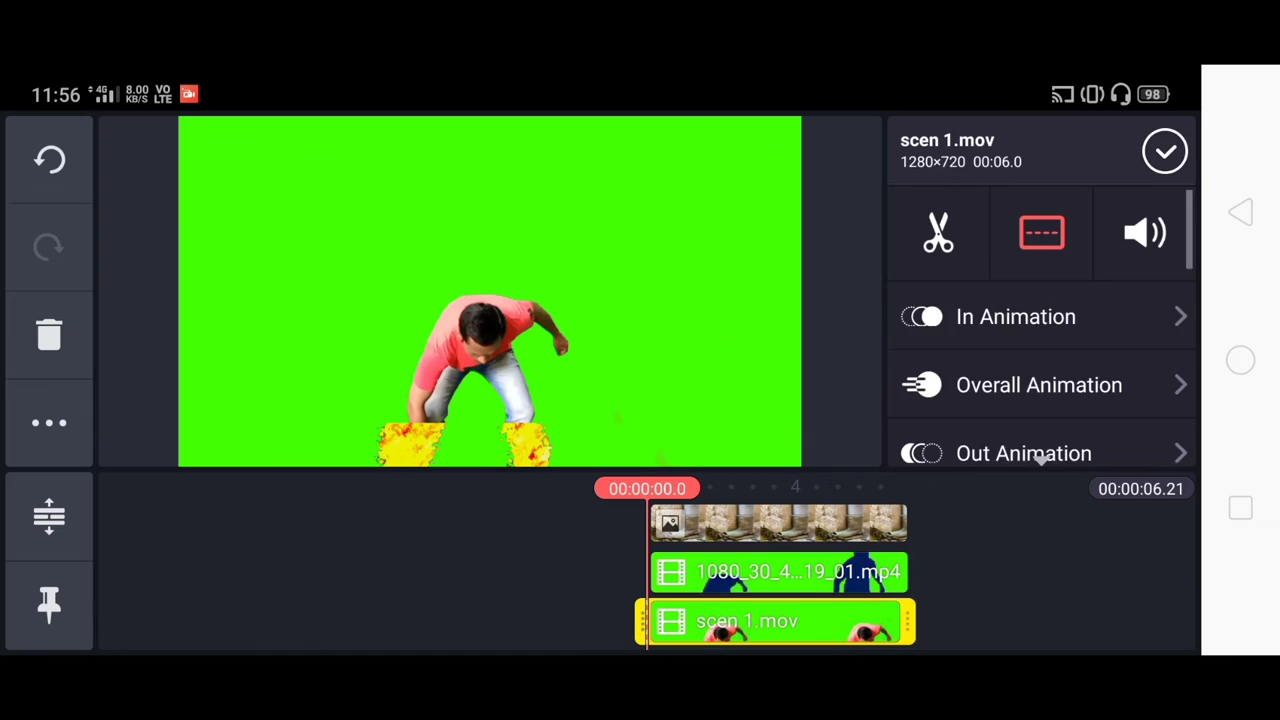 11:56 4G 8.00 KB/S VO LTE 98
scen 1.mov
1280×720 00:06.0
In Animation
Overall Animation
Out Animation
00:00:00.0 4 00:00:06.21
1080_30_4...19_01.mp4
scen 1.mov